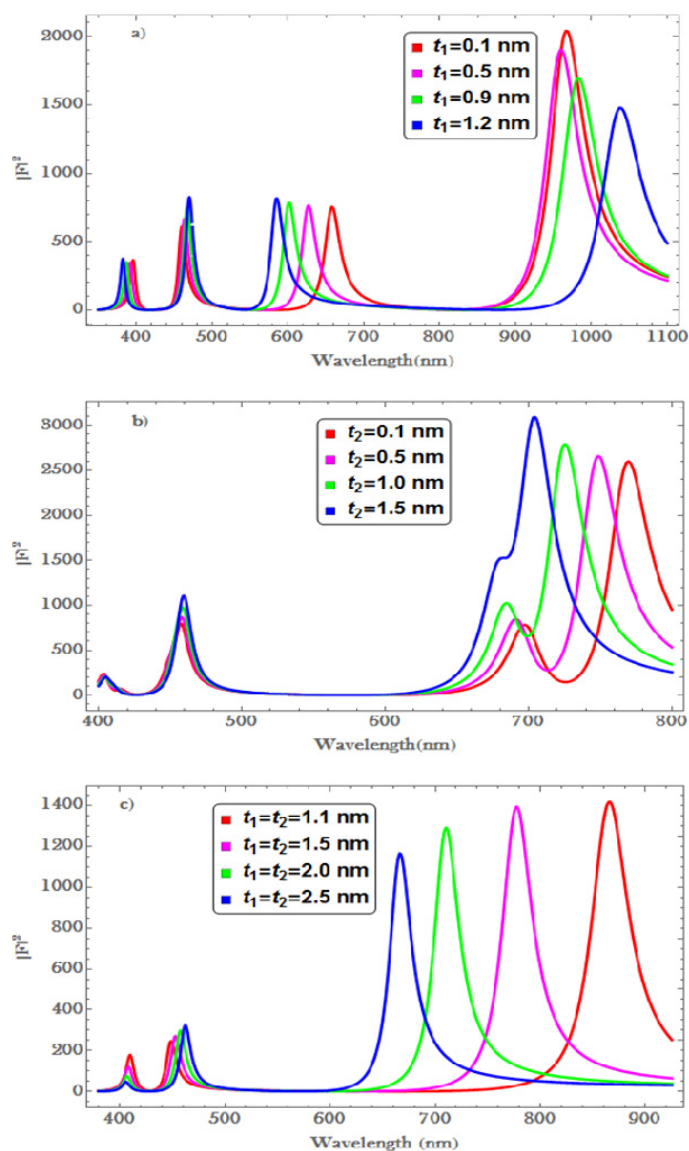 a)
t₁=0.1 nm
t₁=0.5 nm
t₁=0.9 nm
t₁=1.2 nm
2000
1500
1000
500
0
|F|²
400 500 600 700 800 900 1000 1100
Wavelength(nm)
b)
t₂=0.1 nm
t₂=0.5 nm
t₂=1.0 nm
t₂=1.5 nm
3000
2500
2000
1500
1000
500
0
|F|²
400 500 600 700 800
Wavelength(nm)
c)
t₁=t₂=1.1 nm
t₁=t₂=1.5 nm
t₁=t₂=2.0 nm
t₁=t₂=2.5 nm
1400
1200
1000
800
600
400
200
0
|F|²
400 500 600 700 800 900
Wavelength (nm)